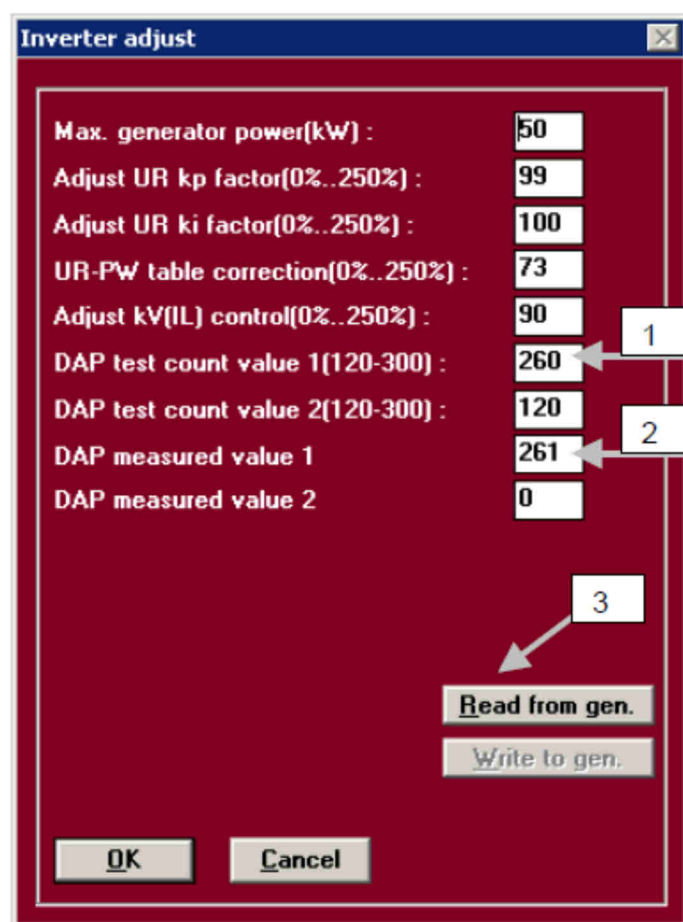 Inverter adjust
Max. generator power(kW) : 50
Adjust UR kp factor(0%..250%) : 99
Adjust UR ki factor(0%..250%) : 100
UR-PW table correction(0%..250%) : 73
Adjust kV(IL) control(0%..250%) : 90
1
DAP test count value 1(120-300) : 260
DAP test count value 2(120-300) : 120
2
DAP measured value 1 261
DAP measured value 2 0
3
Read from gen.
Write to gen.
OK Cancel